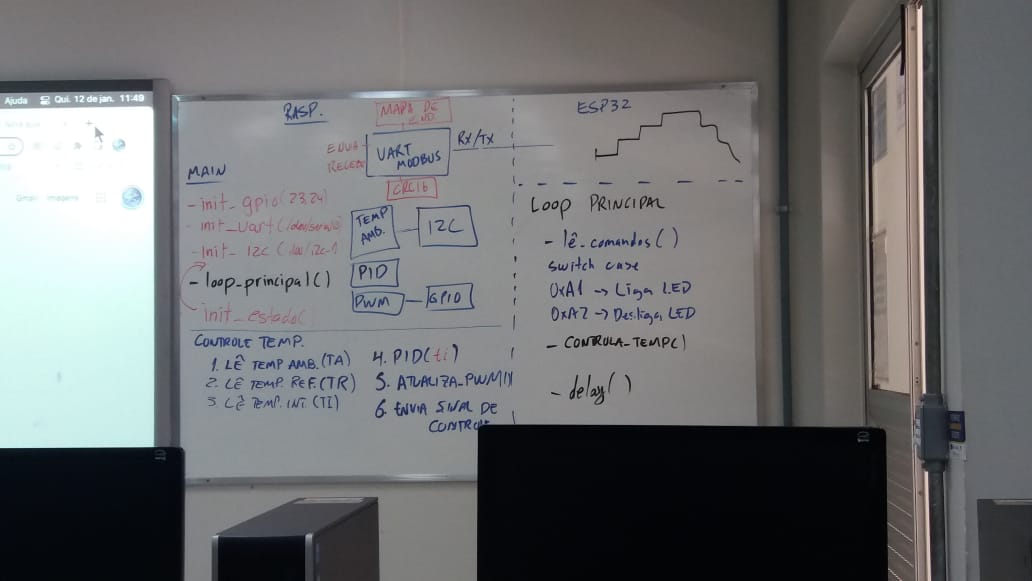 Ajuda Qui. 12 de jan. 11:49
Gmail Imagens
RASP.
MAPA DE
END.
ENVIA
RECEBE
UART
MODBUS
Rx/Tx
CRC16
MAIN
- init_gpio(23,24)
- init_uart(/dev/serial0)
- Init_I2C (/dev/i2c-1)
- loop_principal()
init_estado(
TEMP
AMB.
I2C
PID
PWM
GPIO
CONTROLE TEMP.
1. LÊ TEMP AMB.(TA)
2. LÊ TEMP. REF.(TR)
3. LÊ TEMP. INT.(TI)
4. PID(ti)
5. ATUALIZA_PWM()
6. ENVIA SINAL DE
CONTROLE
ESP32
Loop PRINCIPAL
- lê_comandos()
switch case
0xA1 -> Liga LED
0xA2 -> Desliga LED
- CONTROLA_TEMP()
- delay()